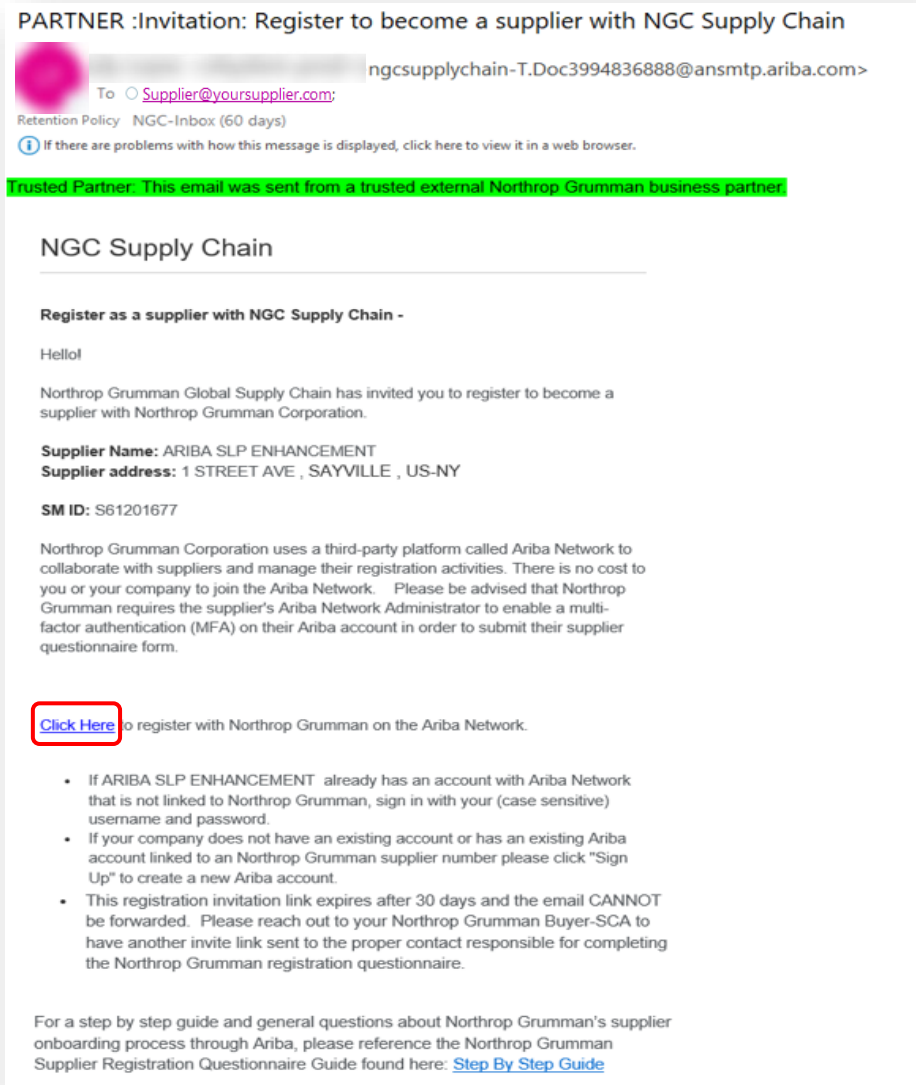 PARTNER :Invitation: Register to become a supplier with NGC Supply Chain
ngcsupplychain-T.Doc3994836888@ansmtp.ariba.com>
To Supplier@yoursupplier.com;
Retention Policy NGC-Inbox (60 days)
If there are problems with how this message is displayed, click here to view it in a web browser.
Trusted Partner: This email was sent from a trusted external Northrop Grumman business partner.
NGC Supply Chain
Register as a supplier with NGC Supply Chain -
Hello!
Northrop Grumman Global Supply Chain has invited you to register to become a
supplier with Northrop Grumman Corporation.
Supplier Name: ARIBA SLP ENHANCEMENT
Supplier address: 1 STREET AVE , SAYVILLE , US-NY
SM ID: S61201677
Northrop Grumman Corporation uses a third-party platform called Ariba Network to
collaborate with suppliers and manage their registration activities. There is no cost to
you or your company to join the Ariba Network. Please be advised that Northrop
Grumman requires the supplier's Ariba Network Administrator to enable a multi-
factor authentication (MFA) on their Ariba account in order to submit their supplier
questionnaire form.
Click Here to register with Northrop Grumman on the Ariba Network.
• If ARIBA SLP ENHANCEMENT already has an account with Ariba Network
that is not linked to Northrop Grumman, sign in with your (case sensitive)
username and password.
• If your company does not have an existing account or has an existing Ariba
account linked to an Northrop Grumman supplier number please click "Sign
Up" to create a new Ariba account.
• This registration invitation link expires after 30 days and the email CANNOT
be forwarded. Please reach out to your Northrop Grumman Buyer-SCA to
have another invite link sent to the proper contact responsible for completing
the Northrop Grumman registration questionnaire.
For a step by step guide and general questions about Northrop Grumman's supplier
onboarding process through Ariba, please reference the Northrop Grumman
Supplier Registration Questionnaire Guide found here: Step By Step Guide